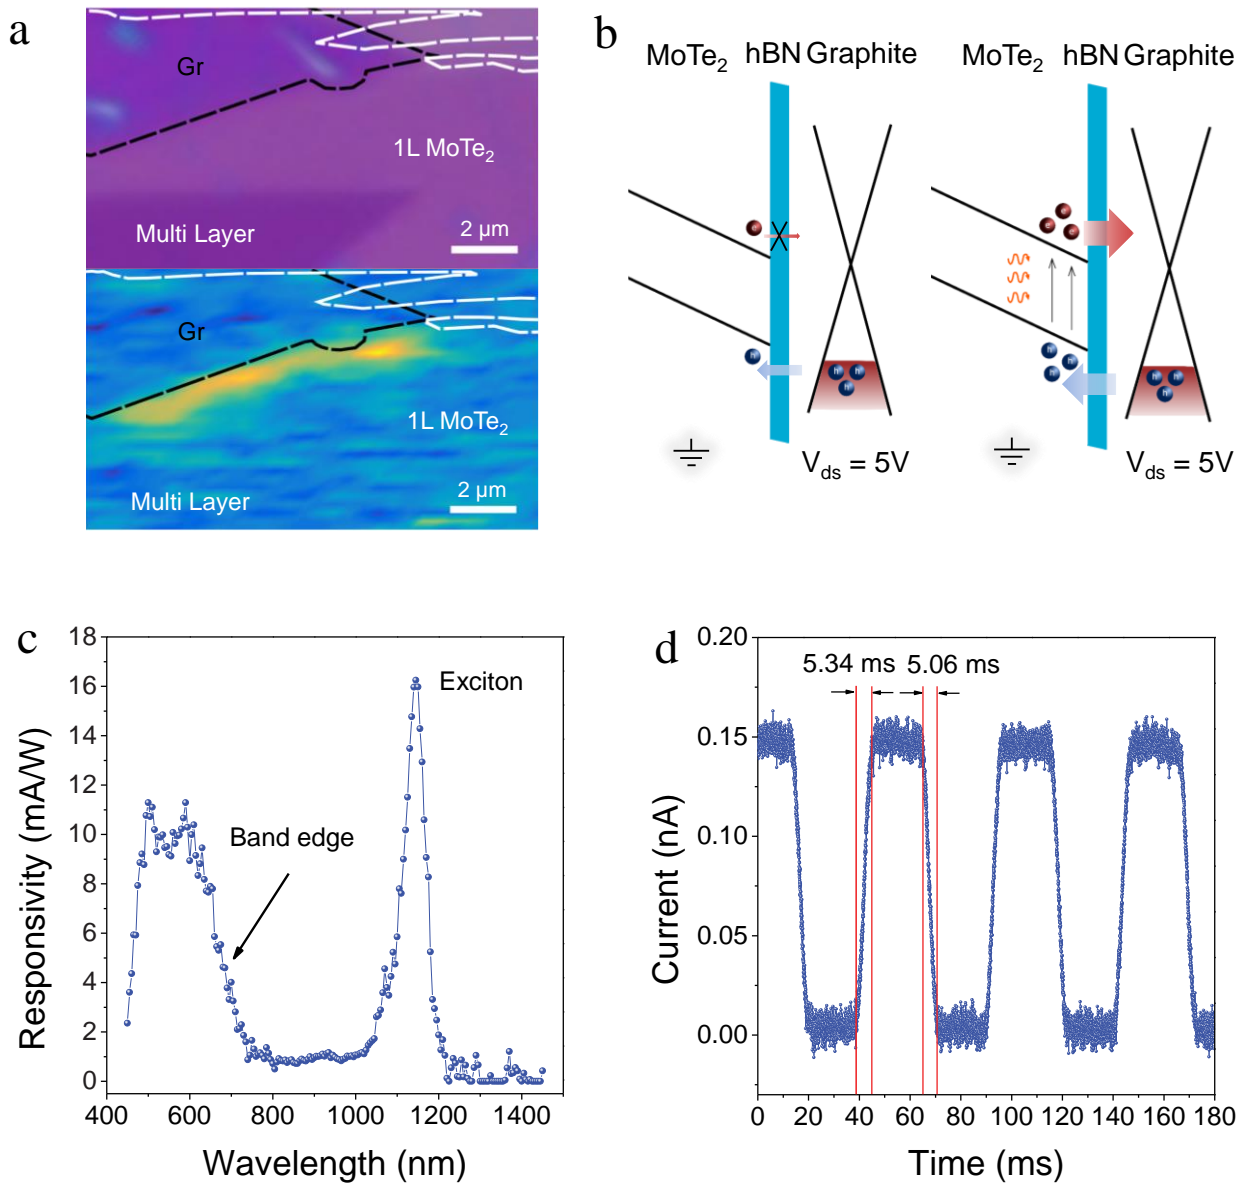 a
Gr
1L MoTe₂
Multi Layer
2 μm
Gr
1L MoTe₂
Multi Layer
2 μm
b
MoTe₂ hBN Graphite
e
h
h h
h
V_ds = 5V
MoTe₂ hBN Graphite
e
e e
h
h
h
h h
h
V_ds = 5V
c
Responsivity (mA/W)
18
16
14
12
10
8
6
4
2
0
Exciton
Band edge
400 600 800 1000 1200 1400
Wavelength (nm)
d
Current (nA)
0.20
0.15
0.10
0.05
0.00
5.34 ms 5.06 ms
0 20 40 60 80 100 120 140 160 180
Time (ms)